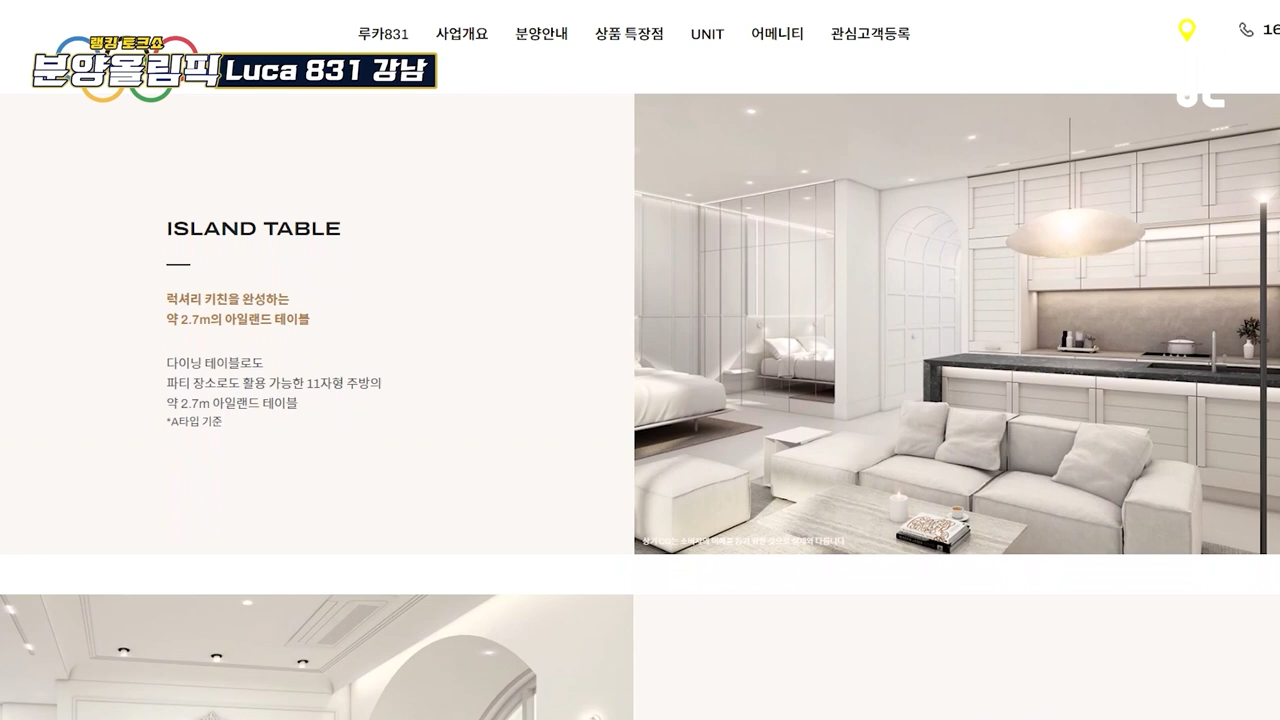 루카831 사업개요 분양안내 상품 특장점 UNIT 어메니티 관심고객등록
16
랭킹 토크쇼
분양올림픽 Luca 831 강남
ISLAND TABLE
럭셔리 키친을 완성하는
약 2.7m의 아일랜드 테이블
다이닝 테이블로도
파티 장소로도 활용 가능한 11자형 주방의
약 2.7m 아일랜드 테이블
*A타입 기준